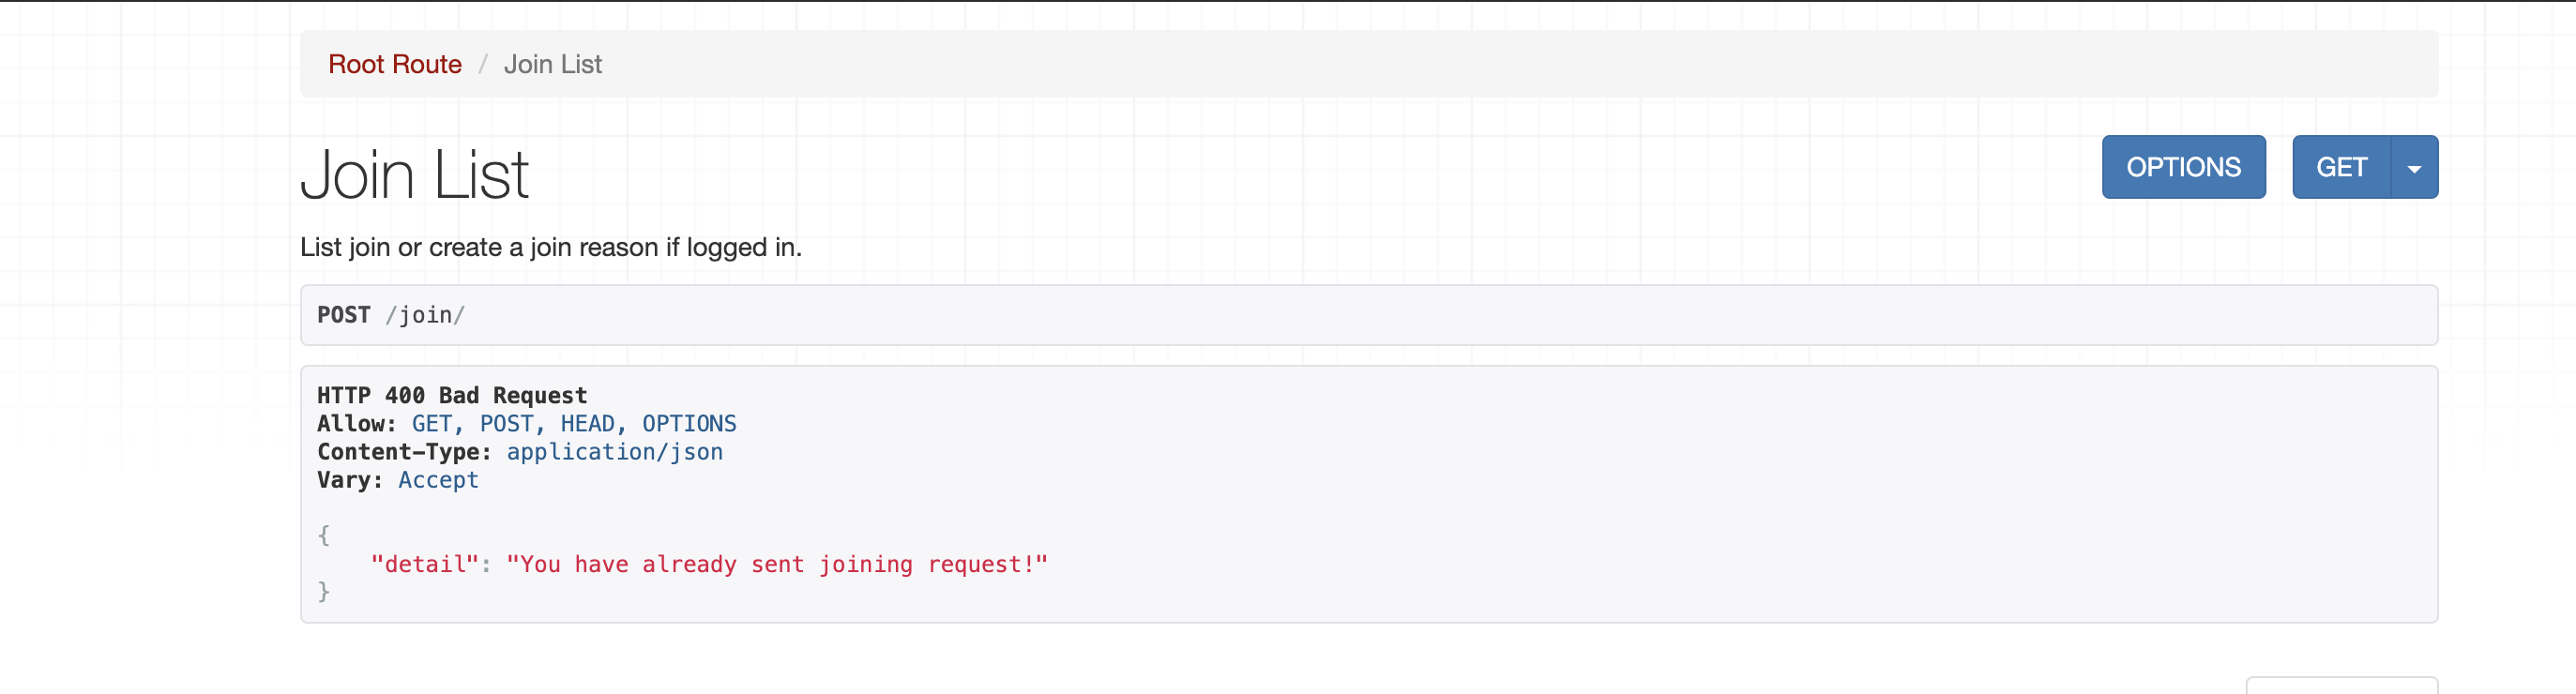 Root Route / Join List
Join List
OPTIONS
GET
List join or create a join reason if logged in.
POST /join/
HTTP 400 Bad Request
Allow: GET, POST, HEAD, OPTIONS
Content-Type: application/json
Vary: Accept
{
    "detail": "You have already sent joining request!"
}